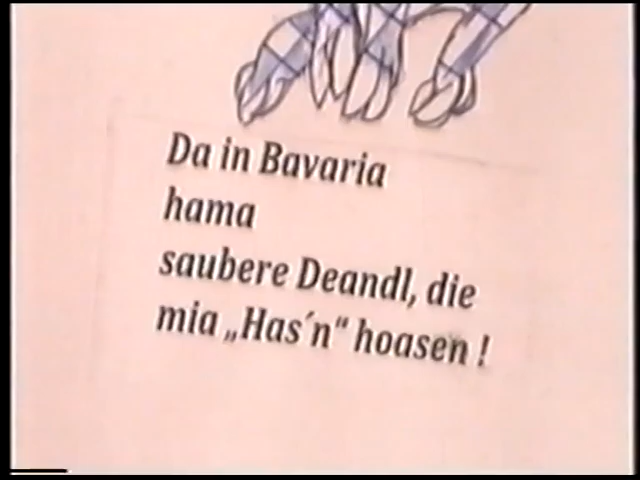 Da in Bavaria
hama
saubere Deandl, die
mia „Has´n“ hoasen !